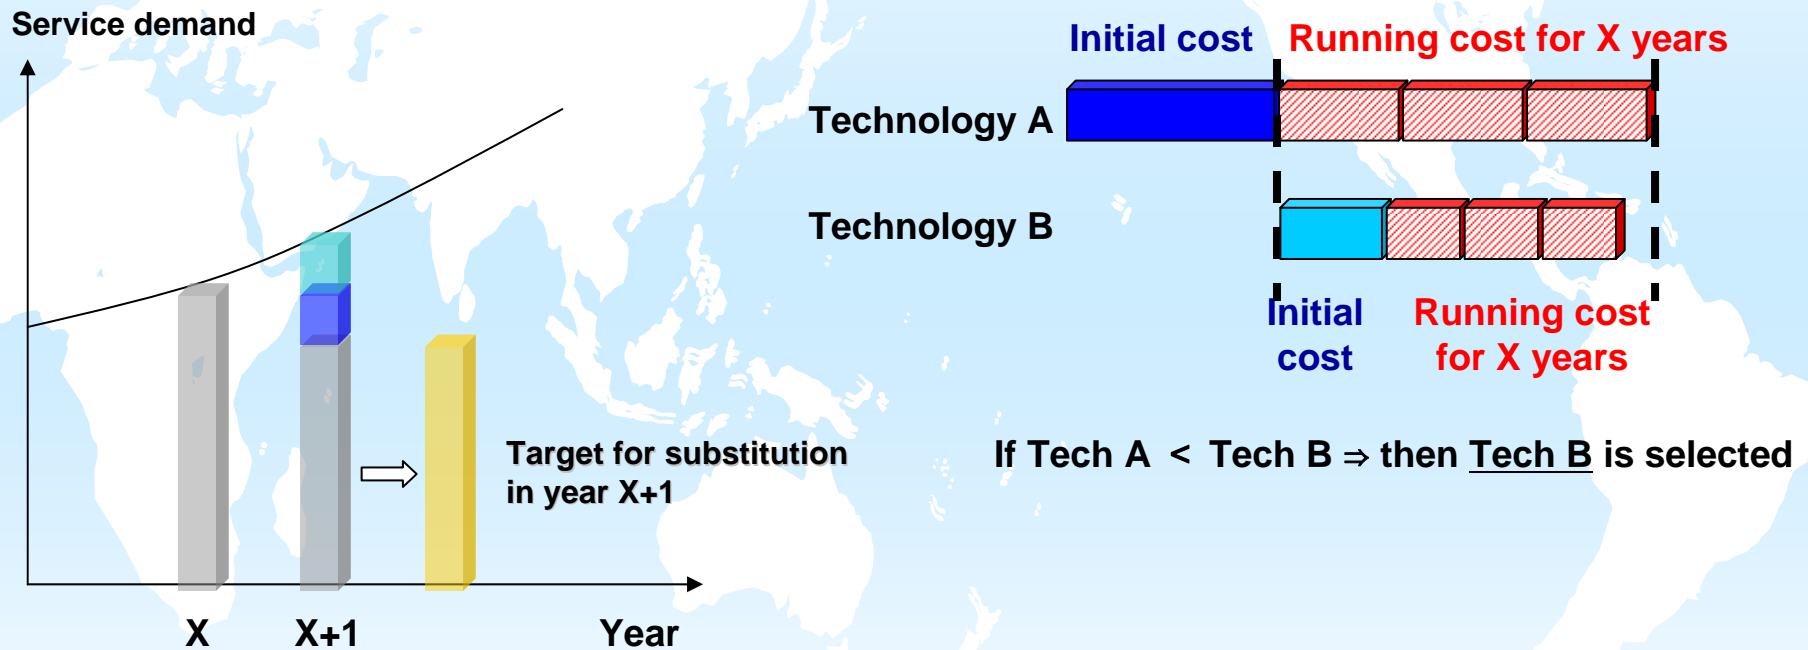 Service demand
X
X+1
Year
Target for substitution
in year X+1
Initial cost
Running cost for X years
Technology A
Technology B
Initial
cost
Running cost
for X years
If Tech A < Tech B ⇒ then Tech B is selected